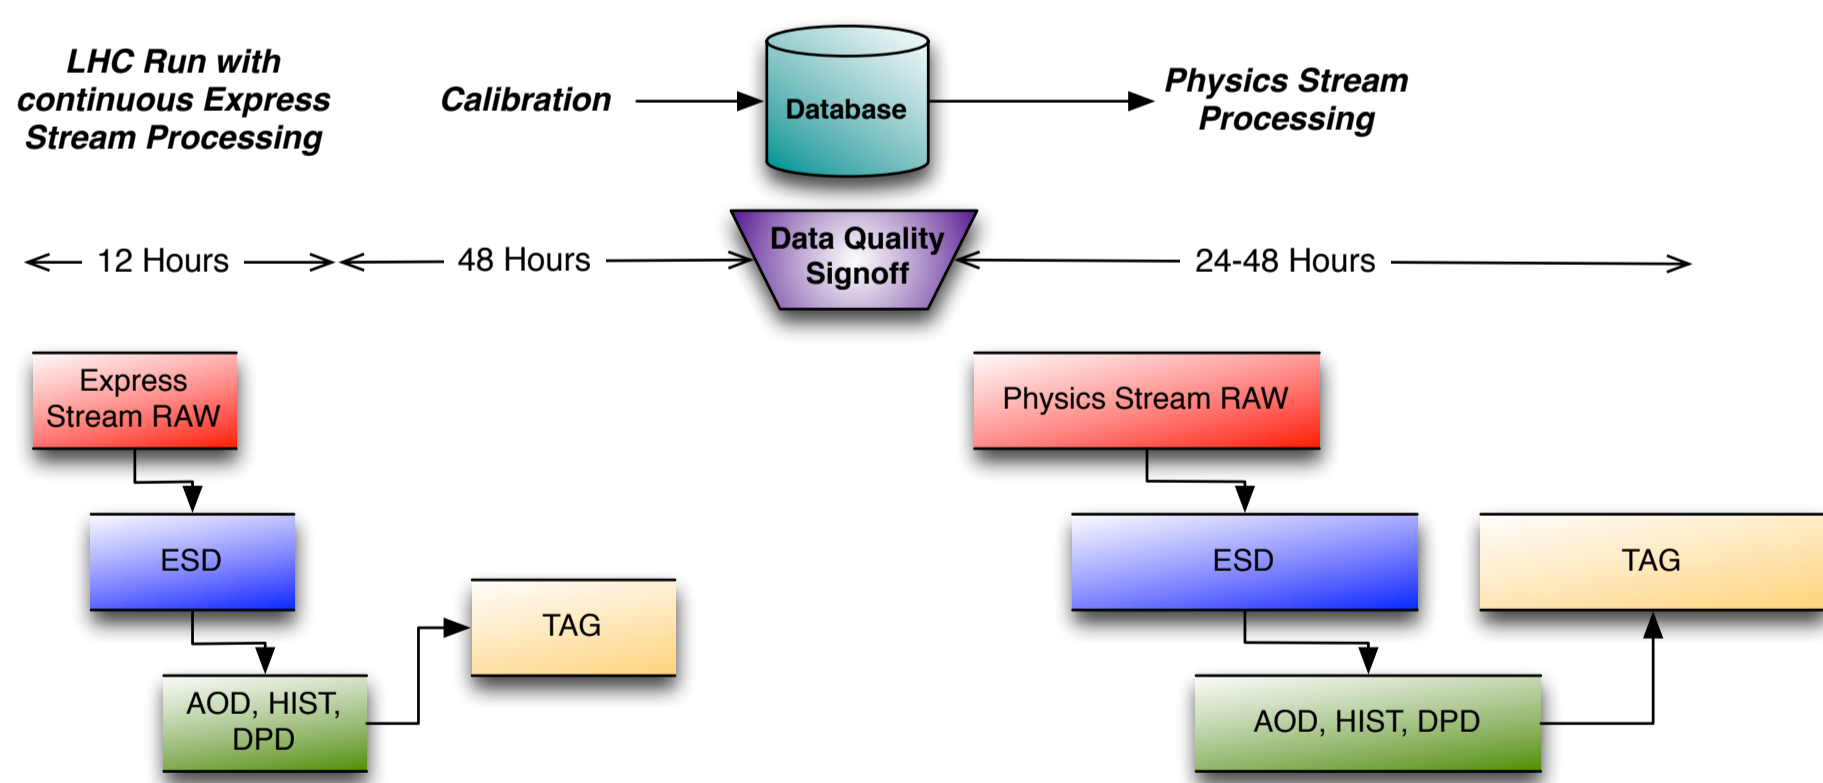 LHC Run with
continuous Express
Stream Processing
Calibration
Database
Physics Stream
Processing
12 Hours
48 Hours
Data Quality
Signoff
24-48 Hours
Express
Stream RAW
Physics Stream RAW
ESD
ESD
TAG
TAG
AOD, HIST,
DPD
AOD, HIST, DPD